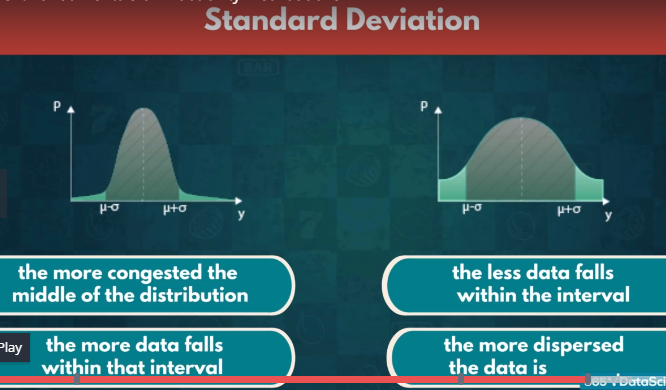 Standard Deviation
BAR
P
μ-σ
μ+σ
y
P
μ-σ
μ+σ
y
the more congested the
middle of the distribution
the less data falls
within the interval
Play
the more data falls
within that interval
the more dispersed
the data is